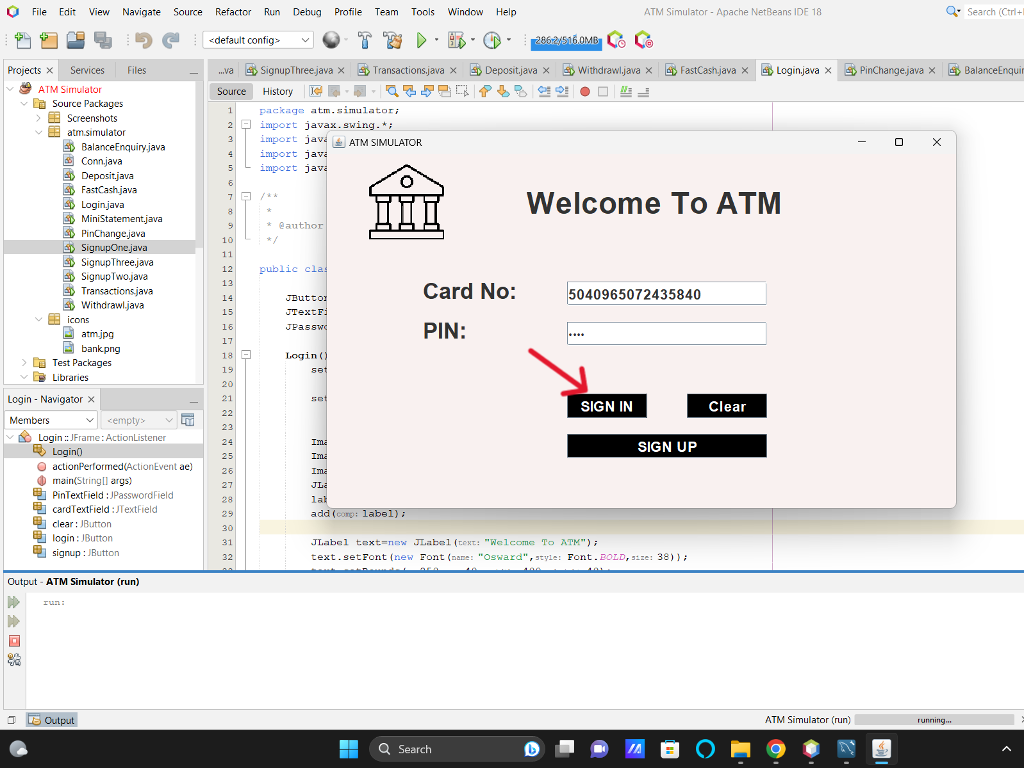 File Edit View Navigate Source Refactor Run Debug Profile Team Tools Window Help
ATM Simulator - Apache NetBeans IDE 18
Search (Ctrl+I
<default config>
286.2/516.0MB
Projects × Services Files
...va SignupThree.java × Transactions.java × Deposit.java × Withdrawl.java × FastCash.java × Login.java × PinChange.java × BalanceEnqui
Source History
ATM Simulator
Source Packages
Screenshots
atm.simulator
BalanceEnquiry.java
Conn.java
Deposit.java
FastCash.java
Login.java
MiniStatement.java
PinChange.java
SignupOne.java
SignupThree.java
SignupTwo.java
Transactions.java
Withdrawl.java
icons
atm.jpg
bank.png
Test Packages
Libraries
Login - Navigator ×
Members <empty>
Login :: JFrame : ActionListener
Login()
actionPerformed(ActionEvent ae)
main(String[] args)
PinTextField : JPasswordField
cardTextField : JTextField
clear : JButton
login : JButton
signup : JButton
1 package atm.simulator;
2 import javax.swing.*;
3 import java
4 import java
5 import java
6
7 /**
8 *
9 * @author
10 */
11
12 public clas
13
14 JButton
15 JTextFi
16 JPasswo
17
18 Login()
19 set
20
21 set
22
23
24 Ima
25 Ima
26 Ima
27 JLa
28 lab
29 add(comp: label);
30
31 JLabel text=new JLabel(text: "Welcome To ATM");
32 text.setFont(new Font(name: "Osward",style: Font.BOLD,size: 38));
ATM SIMULATOR
Welcome To ATM
Card No: 5040965072435840
PIN: ••••
SIGN IN Clear
SIGN UP
Output - ATM Simulator (run)
run:
Output
ATM Simulator (run) running...
Search